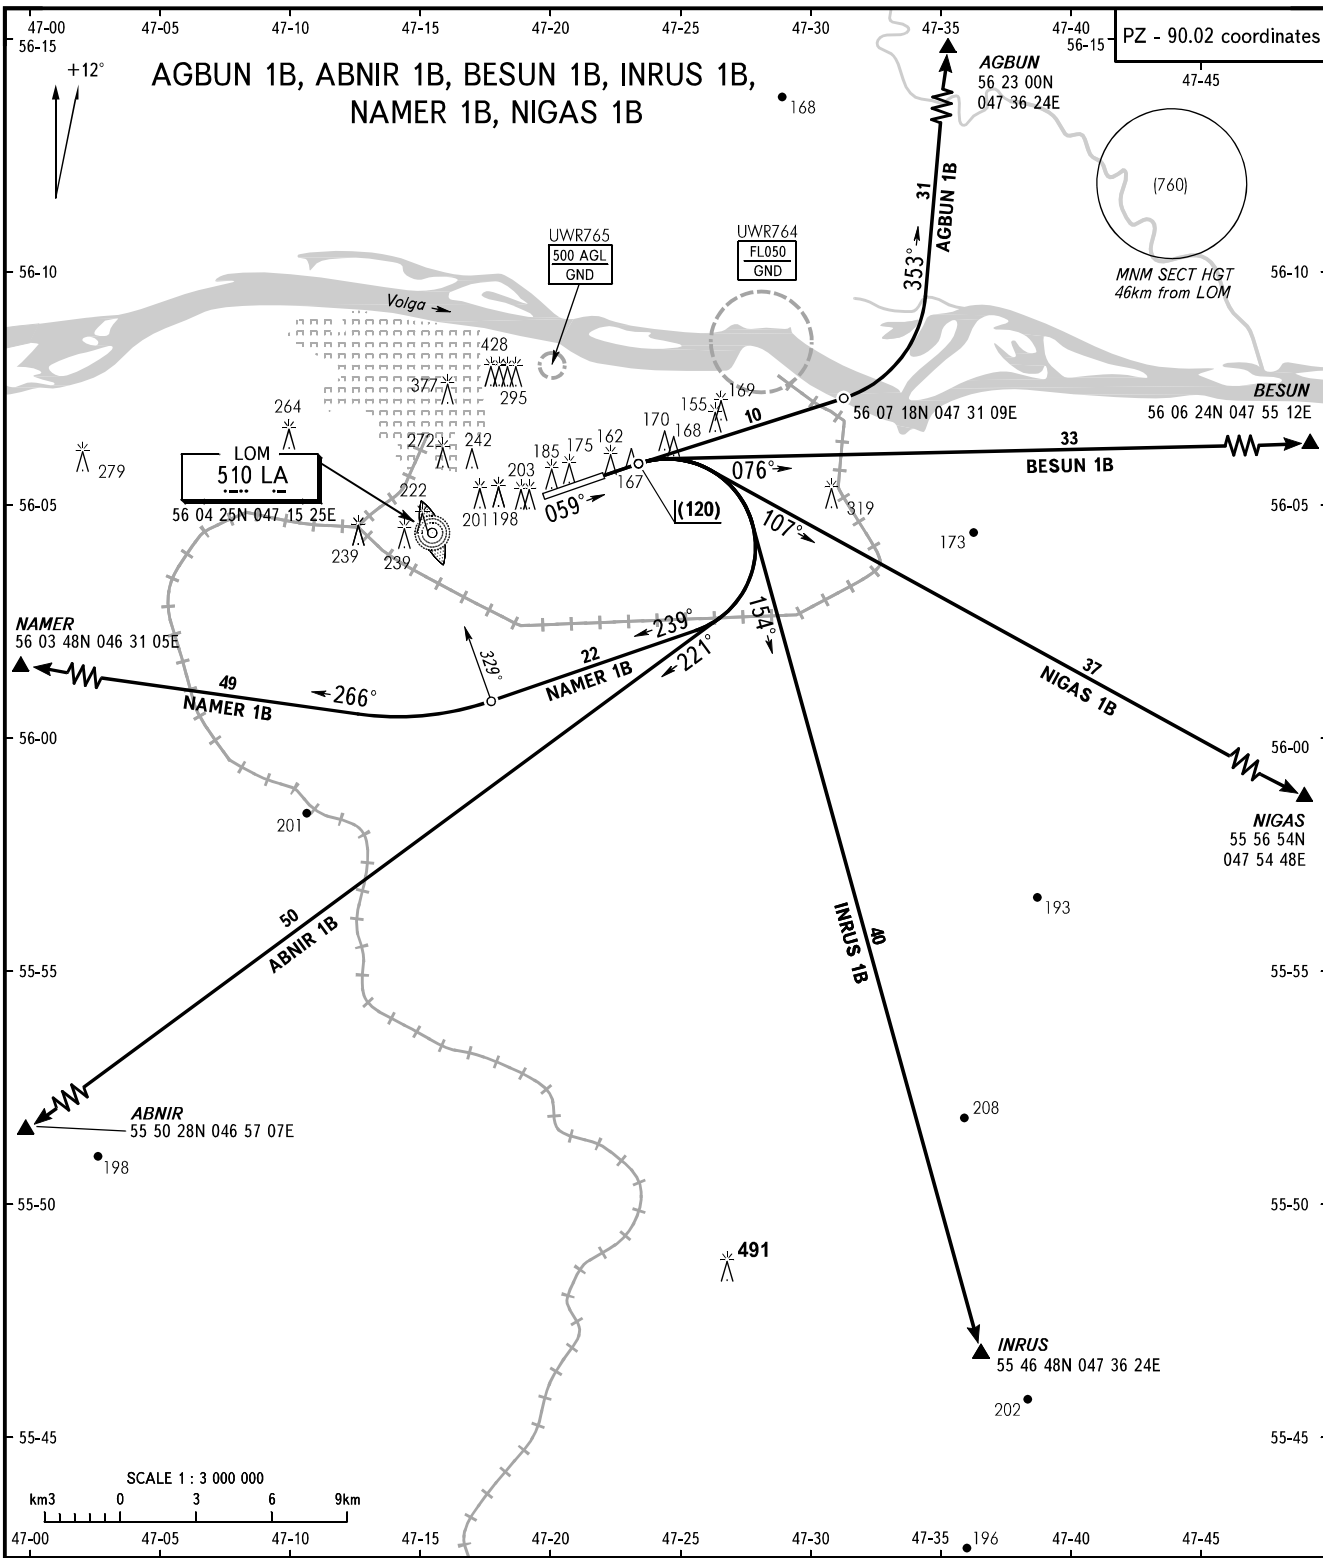 47-00 47-05 47-10 47-15 47-20 47-25 47-30 47-35 47-40
56-15 56-15
PZ - 90.02 coordinates
47-45
+12°
AGBUN 1B, ABNIR 1B, BESUN 1B, INRUS 1B,
NAMER 1B, NIGAS 1B
168
AGBUN
56 23 00N
047 36 24E
(760)
MNM SECT HGT
46km from LOM
31
AGBUN 1B
353°
UWR765
500 AGL
GND
UWR764
FL050
GND
56-10 56-10
Volga
428
295
377
264
279
272
242
185
175
162
167
170
168
155
169
10
56 07 18N 047 31 09E
BESUN
56 06 24N 047 55 12E
33
BESUN 1B
076°
LOM
510 LA
56 04 25N 047 15 25E
222
203
201
198
059°
(120)
107°
319
173
56-05 56-05
239
239
NAMER
56 03 48N 046 31 05E
239°
221°
154°
329°
22
NAMER 1B
49
NAMER 1B
266°
37
NIGAS 1B
56-00 56-00
NIGAS
55 56 54N
047 54 48E
201
193
50
ABNIR 1B
40
INRUS 1B
55-55 55-55
ABNIR
55 50 28N 046 57 07E
198
208
55-50 55-50
491
INRUS
55 46 48N 047 36 24E
202
55-45 55-45
SCALE 1 : 3 000 000
km3 0 3 6 9km
196
47-00 47-05 47-10 47-15 47-20 47-25 47-30 47-35 47-40 47-45